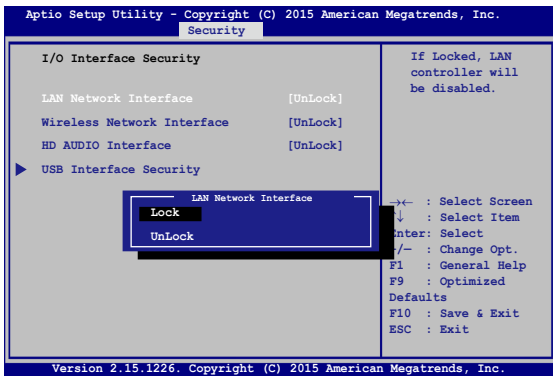 Aptio Setup Utility - Copyright (C) 2015 American Megatrends, Inc.
Security
I/O Interface Security
LAN Network Interface [UnLock]
Wireless Network Interface [UnLock]
HD AUDIO Interface [UnLock]
USB Interface Security
LAN Network Interface
Lock
UnLock
If Locked, LAN
controller will
be disabled.
→← : Select Screen
↑↓ : Select Item
Enter: Select
+/— : Change Opt.
F1 : General Help
F9 : Optimized
Defaults
F10 : Save & Exit
ESC : Exit
Version 2.15.1226. Copyright (C) 2015 American Megatrends, Inc.